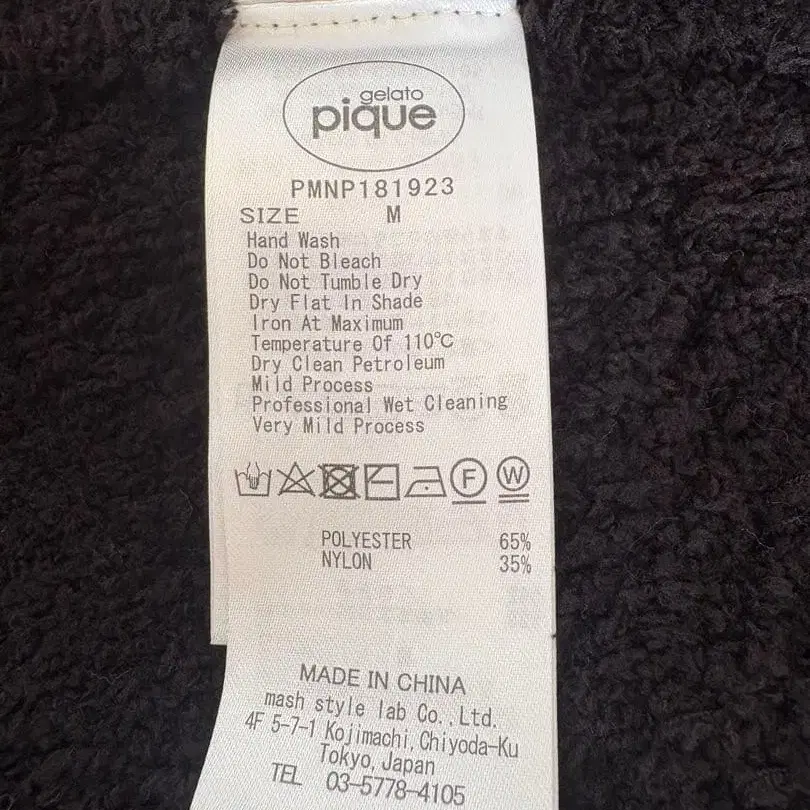 gelato
pique
PMNP181923
SIZE M
Hand Wash
Do Not Bleach
Do Not Tumble Dry
Dry Flat In Shade
Iron At Maximum
Temperature Of 110℃
Dry Clean Petroleum
Mild Process
Professional Wet Cleaning
Very Mild Process
F W
POLYESTER 65%
NYLON 35%
MADE IN CHINA
mash style lab Co.,Ltd.
4F 5-7-1 Kojimachi,Chiyoda-Ku
Tokyo,Japan
TEL 03-5778-4105